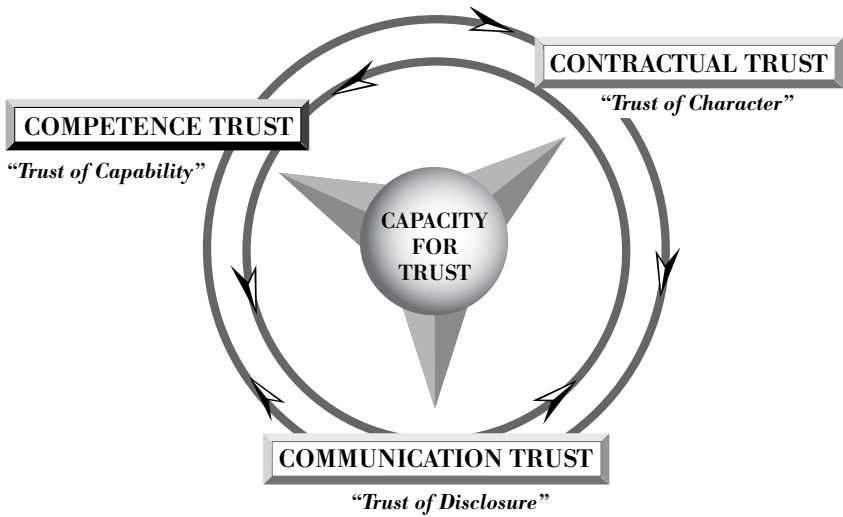 CONTRACTUAL TRUST
“Trust of Character”
COMPETENCE TRUST
“Trust of Capability”
CAPACITY
FOR
TRUST
COMMUNICATION TRUST
“Trust of Disclosure”